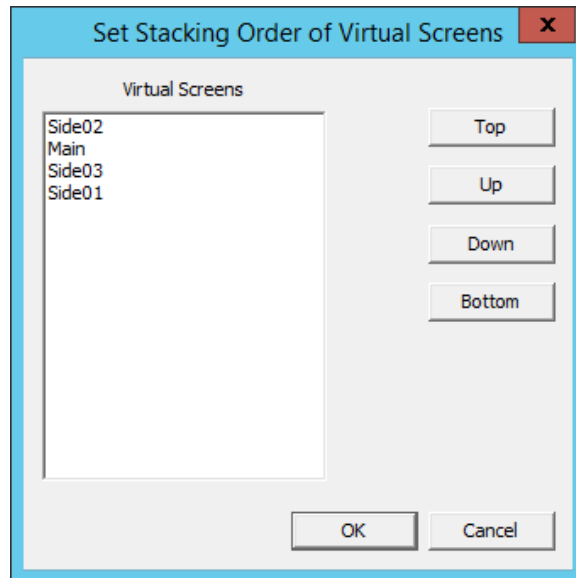 Set Stacking Order of Virtual Screens
x
Virtual Screens
Side02
Main
Side03
Side01
Top
Up
Down
Bottom
OK
Cancel